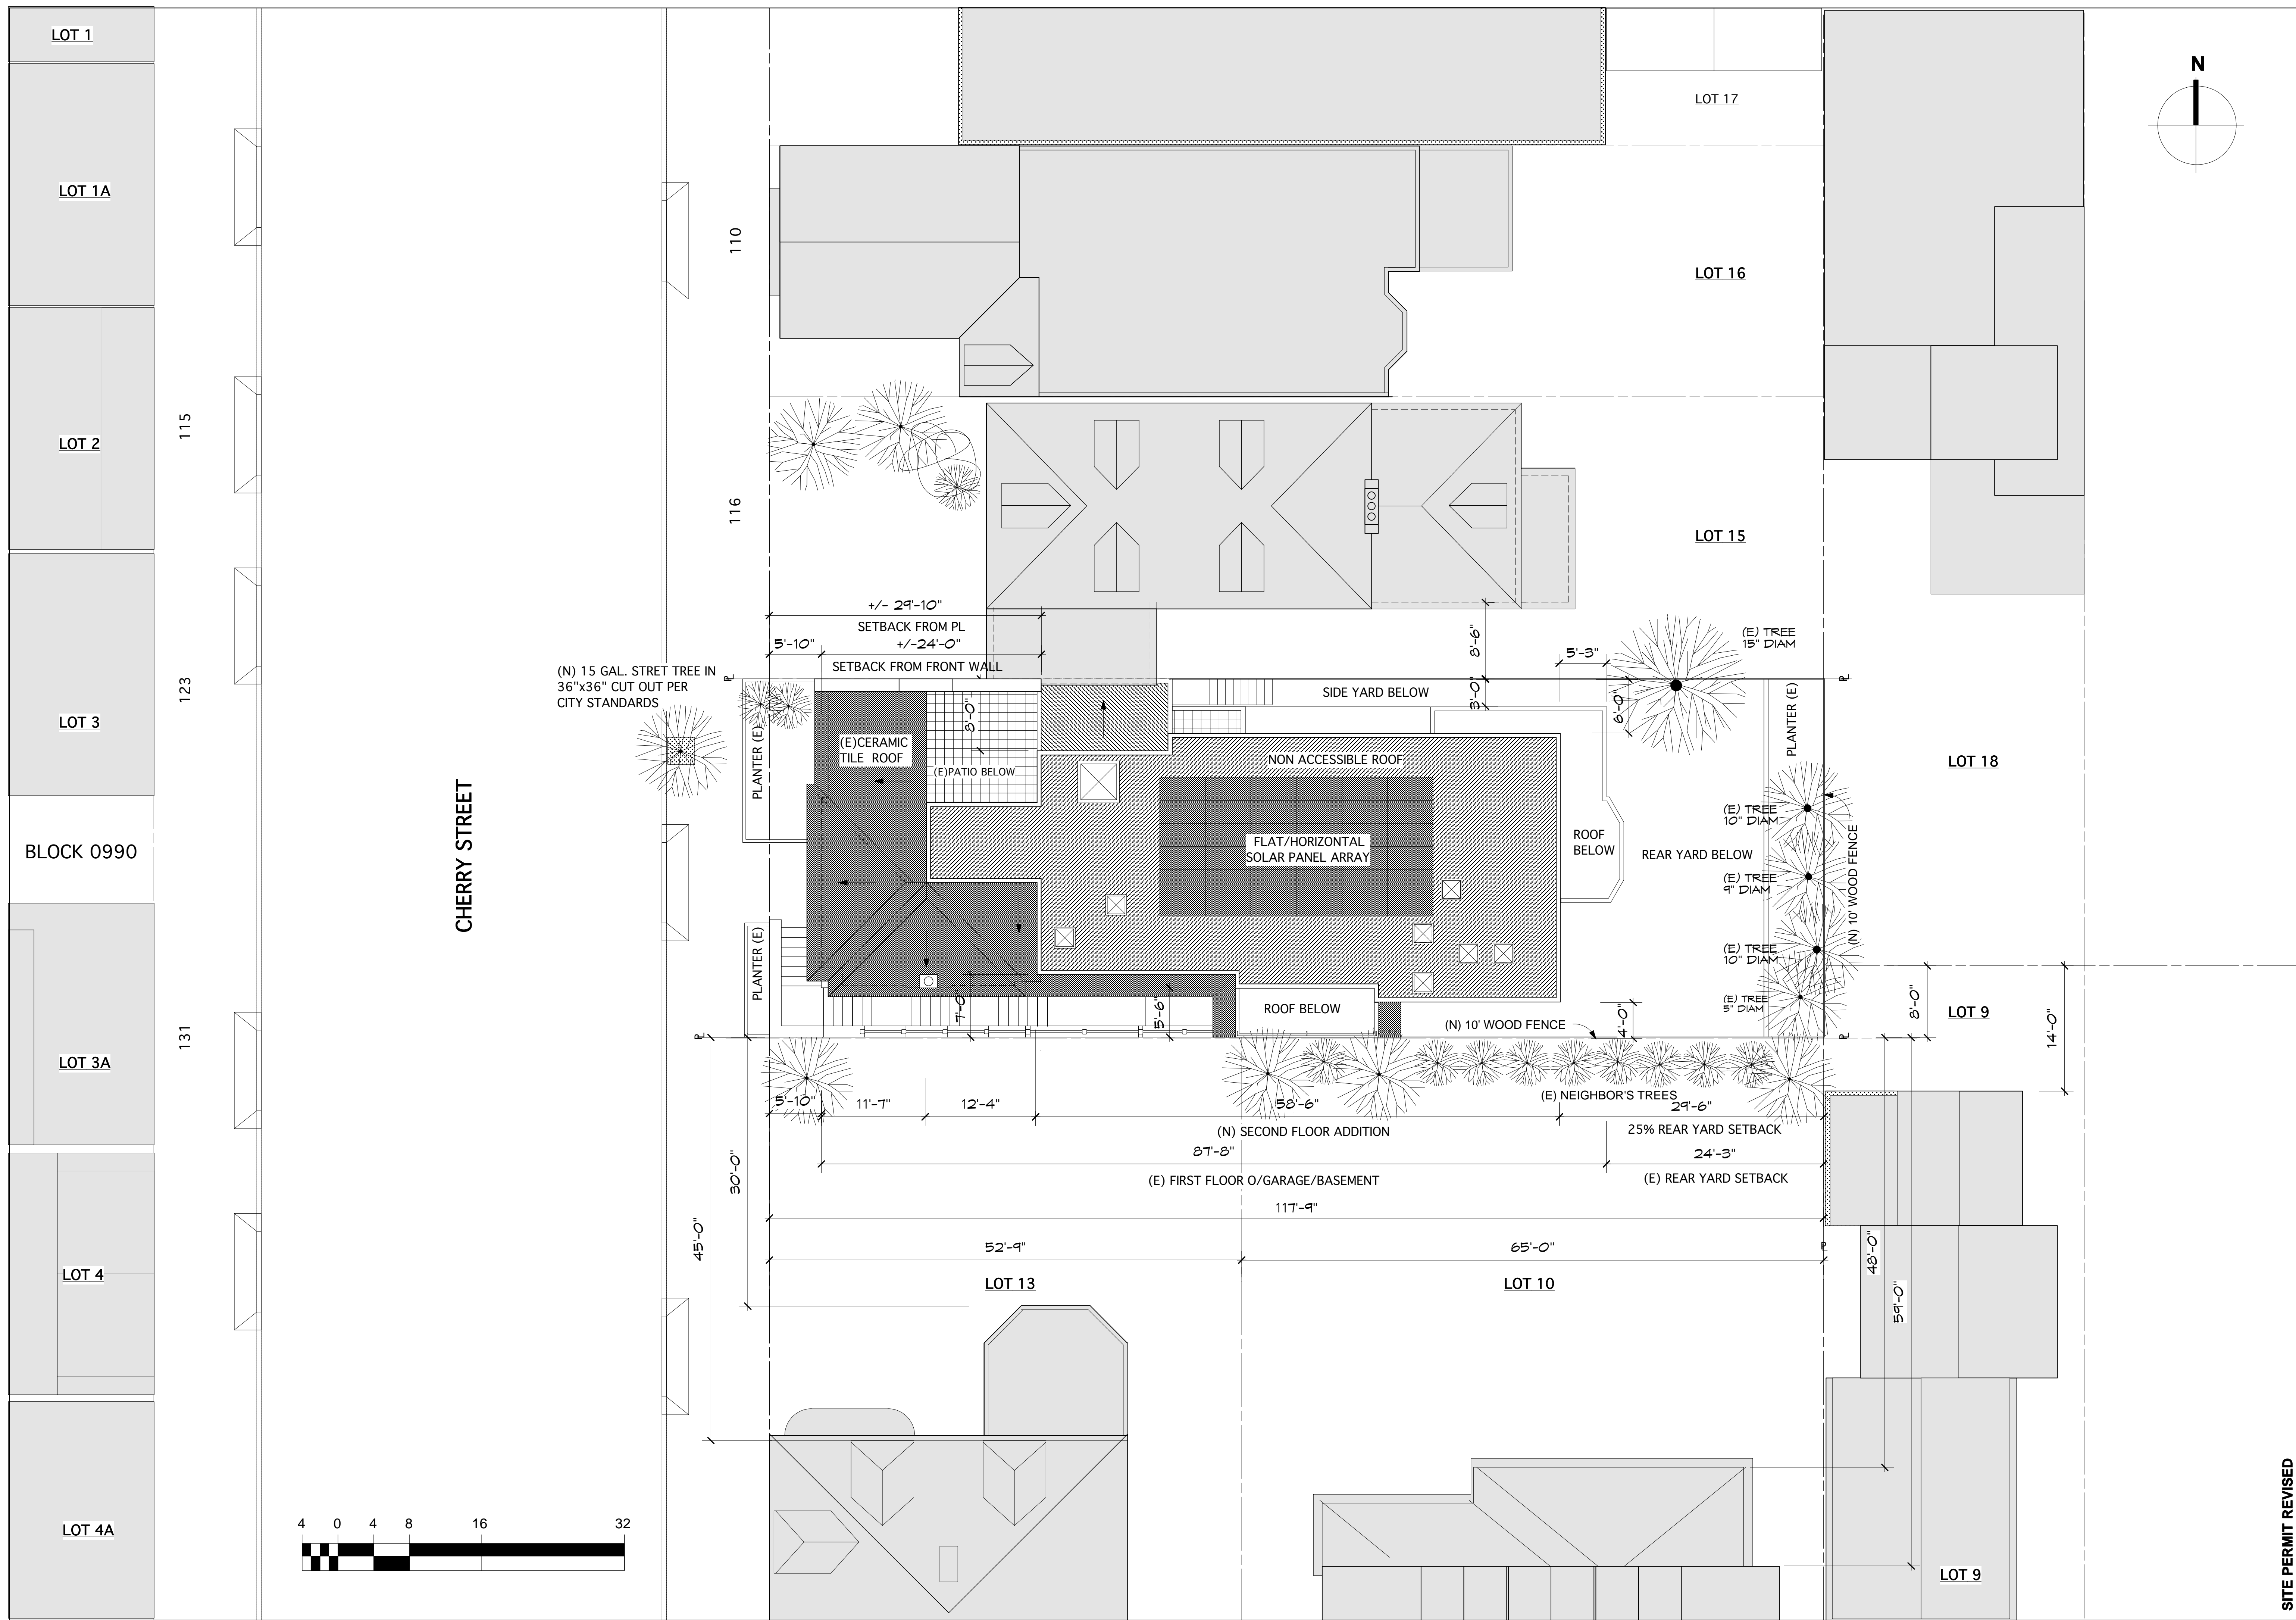 LOT 1
LOT 17
N
LOT 1A
110
LOT 16
115
LOT 2
116
LOT 15
+/- 29'-10"
SETBACK FROM PL
5'-10"
+/-24'-0"
SETBACK FROM FRONT WALL
8'-6"
5'-3"
(E) TREE
15" DIAM
(N) 15 GAL. STRET TREE IN
36"x36" CUT OUT PER
CITY STANDARDS
PL
SIDE YARD BELOW
3'-0"
6'-0"
PL
123
LOT 3
PLANTER (E)
(E)CERAMIC
TILE ROOF
8'-0"
(E)PATIO BELOW
NON ACCESSIBLE ROOF
PLANTER (E)
LOT 18
(E) TREE
10" DIAM
FLAT/HORIZONTAL
SOLAR PANEL ARRAY
ROOF
BELOW
REAR YARD BELOW
(N) 10' WOOD FENCE
BLOCK 0990
CHERRY STREET
(E) TREE
9" DIAM
(E) TREE
10" DIAM
PLANTER (E)
7'-0"
5'-6"
ROOF BELOW
(E) TREE
5" DIAM
4'-0"
(N) 10' WOOD FENCE
8'-0"
LOT 9
14'-0"
131
LOT 3A
PL
PL
5'-10"
11'-7"
12'-4"
58'-6"
(E) NEIGHBOR'S TREES
29'-6"
(N) SECOND FLOOR ADDITION
25% REAR YARD SETBACK
87'-8"
24'-3"
30'-0"
(E) FIRST FLOOR O/GARAGE/BASEMENT
(E) REAR YARD SETBACK
117'-9"
45'-0"
52'-9"
65'-0"
PL
48'-0"
59'-0"
LOT 4
LOT 13
LOT 10
4 0 4 8 16 32
LOT 4A
LOT 9
SITE PERMIT REVISED